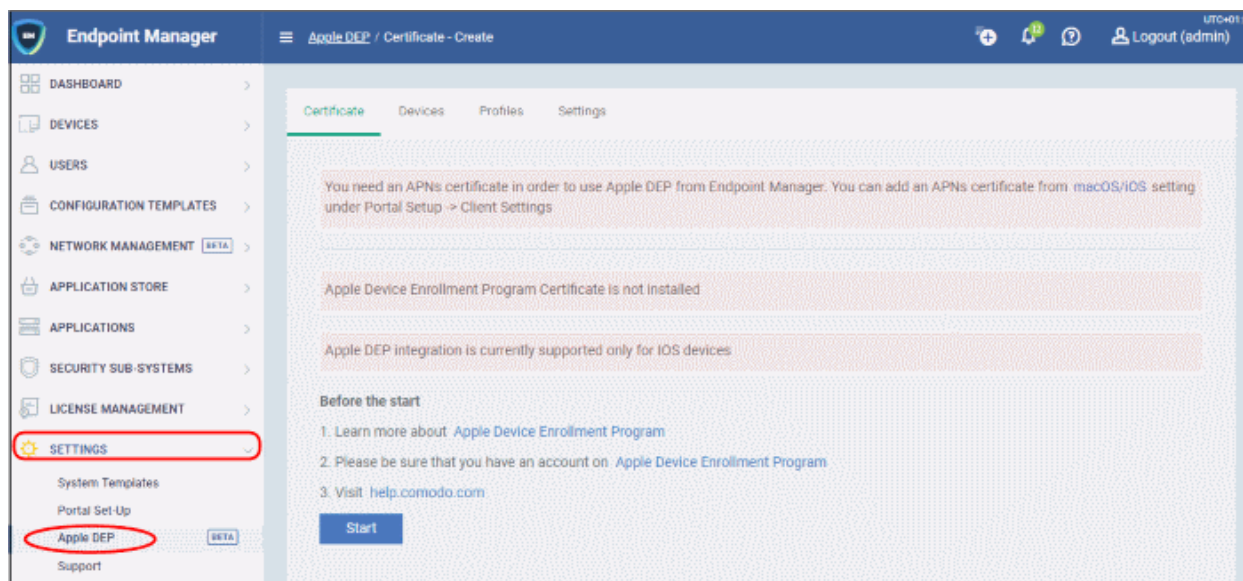 UTC+01:
Endpoint Manager
Apple DEP / Certificate - Create
Logout (admin)
DASHBOARD
DEVICES
USERS
CONFIGURATION TEMPLATES
NETWORK MANAGEMENT BETA
APPLICATION STORE
APPLICATIONS
SECURITY SUB-SYSTEMS
LICENSE MANAGEMENT
SETTINGS
System Templates
Portal Set-Up
Apple DEP BETA
Support
Certificate Devices Profiles Settings
You need an APNs certificate in order to use Apple DEP from Endpoint Manager. You can add an APNs certificate from macOS/iOS setting
under Portal Setup -> Client Settings
Apple Device Enrollment Program Certificate is not installed
Apple DEP integration is currently supported only for IOS devices
Before the start
1. Learn more about Apple Device Enrollment Program
2. Please be sure that you have an account on Apple Device Enrollment Program
3. Visit help.comodo.com
Start